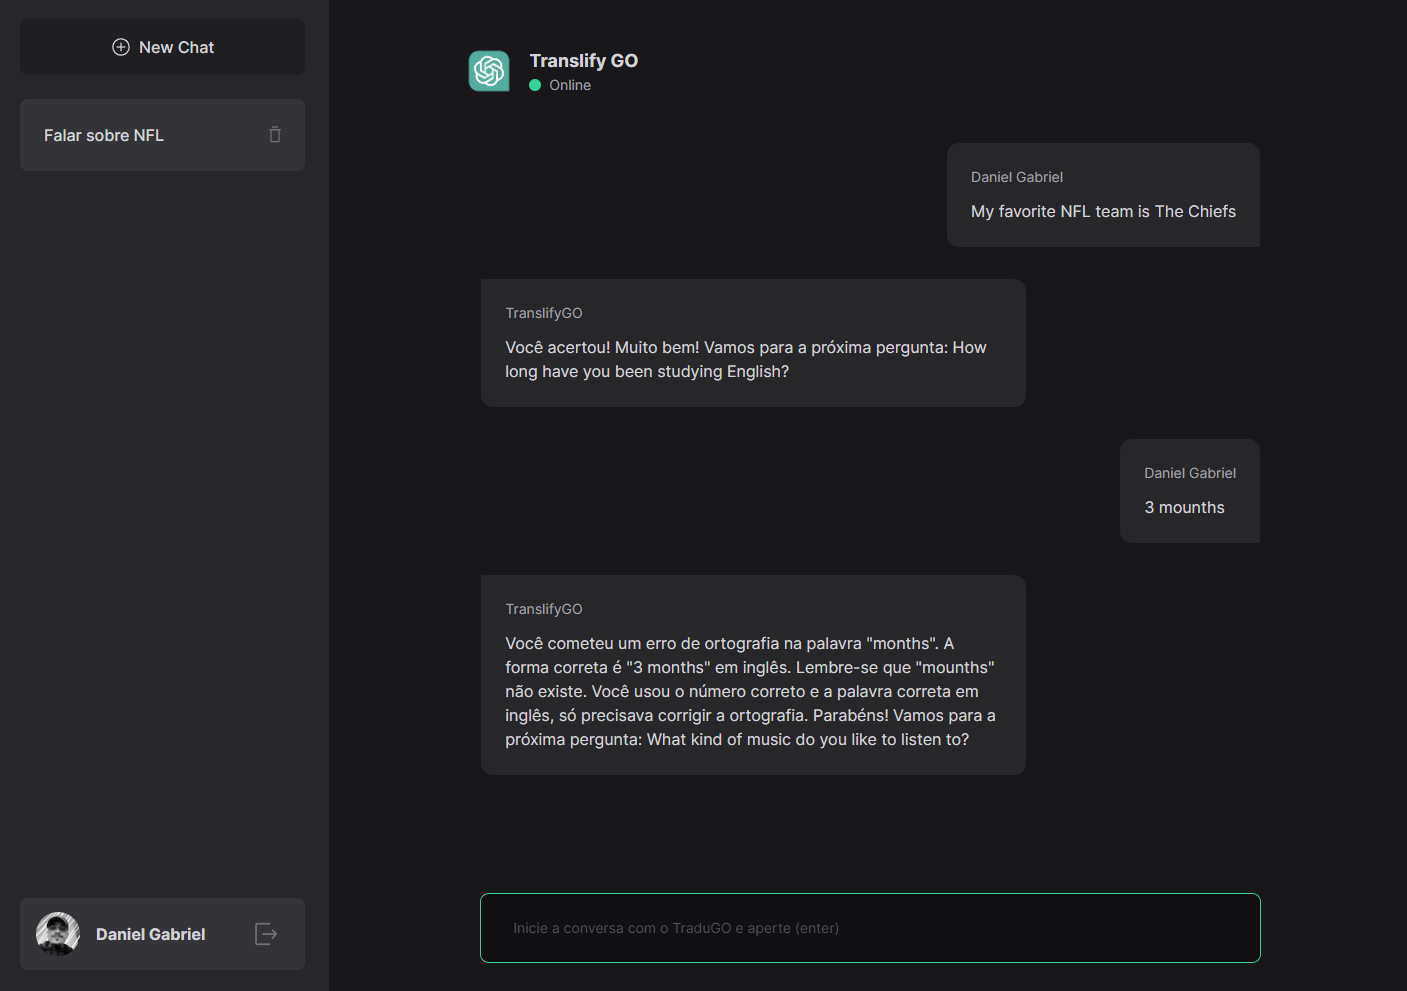 New Chat
Falar sobre NFL
Translify GO
Online
Daniel Gabriel
My favorite NFL team is The Chiefs
TranslifyGO
Você acertou! Muito bem! Vamos para a próxima pergunta: How
long have you been studying English?
Daniel Gabriel
3 mounths
TranslifyGO
Você cometeu um erro de ortografia na palavra "months". A
forma correta é "3 months" em inglês. Lembre-se que "mounths"
não existe. Você usou o número correto e a palavra correta em
inglês, só precisava corrigir a ortografia. Parabéns! Vamos para a
próxima pergunta: What kind of music do you like to listen to?
Daniel Gabriel
Inicie a conversa com o TraduGO e aperte (enter)